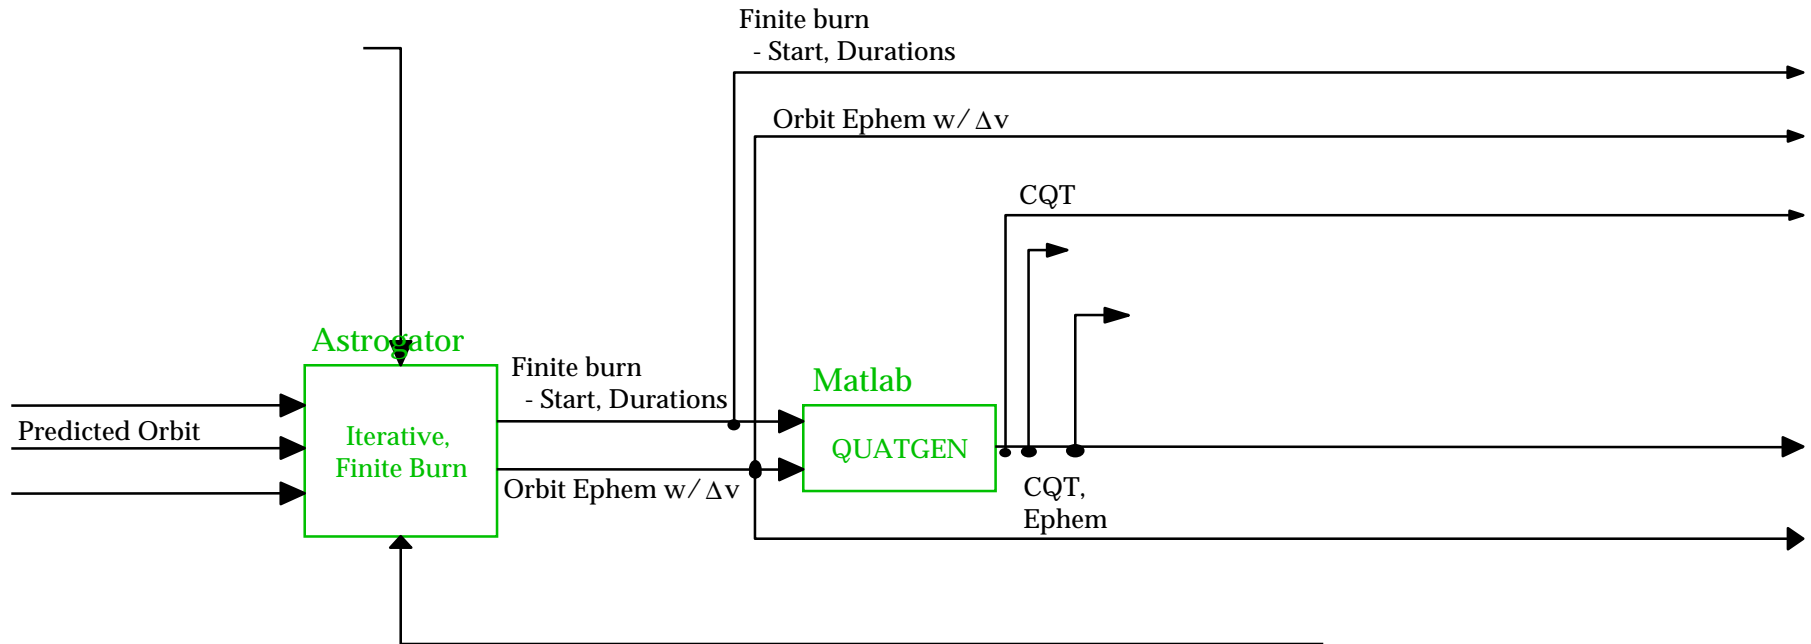 Finite burn
- Start, Durations
Orbit Ephem w/Δv
CQT
Astrogator
Finite burn
- Start, Durations
Matlab
Predicted Orbit
Iterative,
Finite Burn
QUATGEN
Orbit Ephem w/Δv
CQT,
Ephem